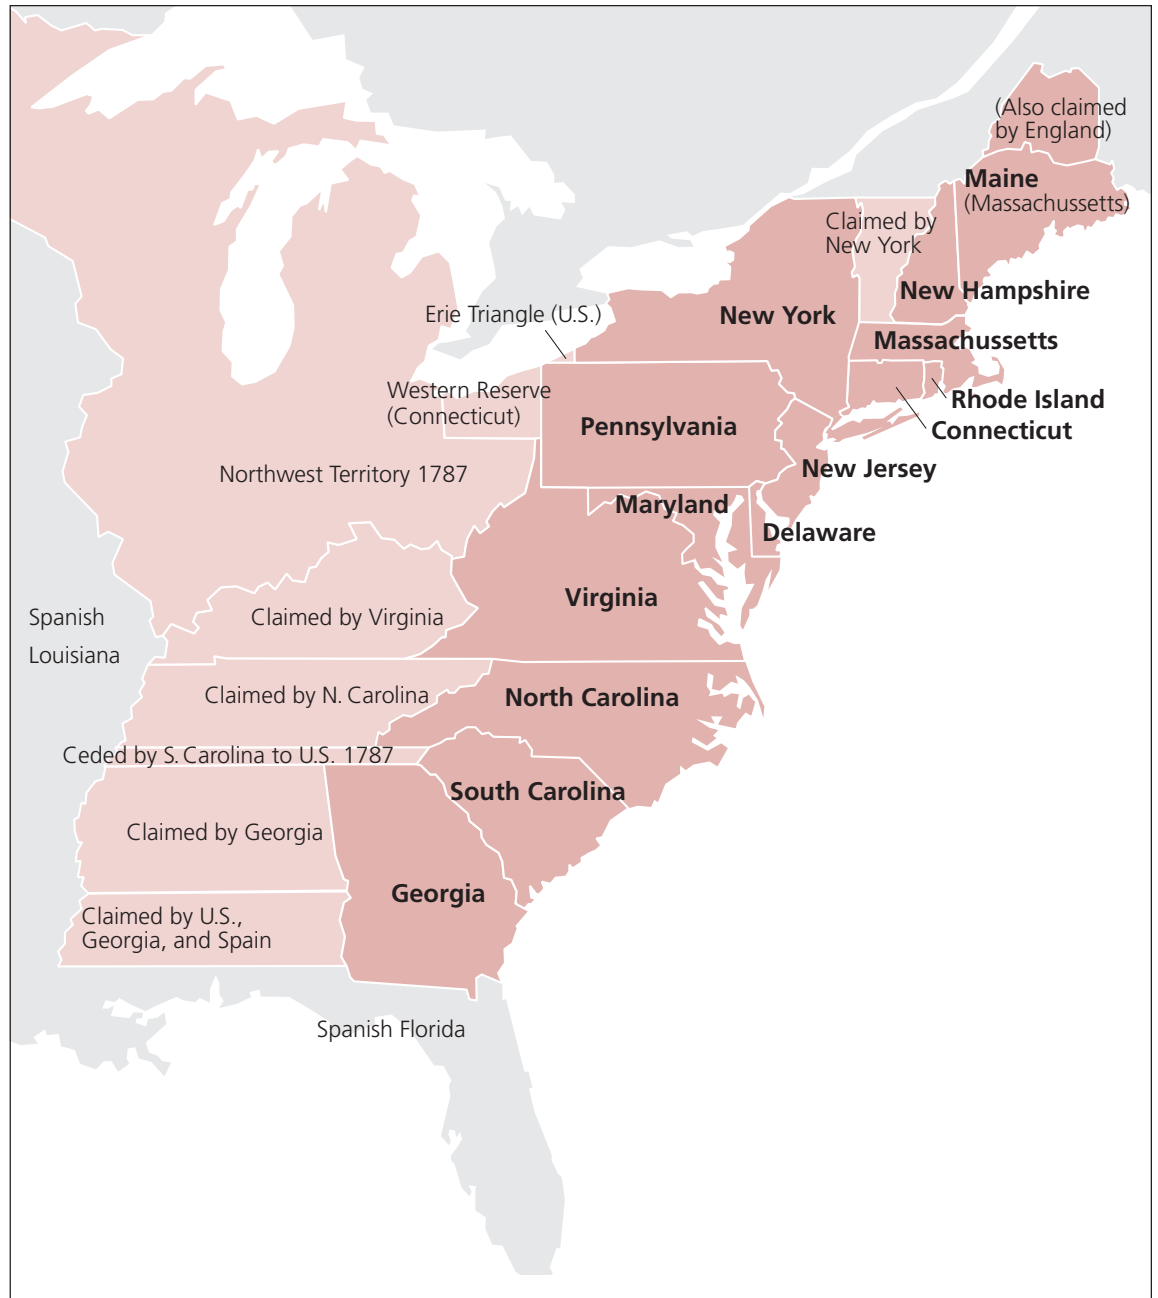 (Also claimed
by England)
Maine
(Massachussetts)
Claimed by
New York
New Hampshire
Erie Triangle (U.S.)
New York
Massachussetts
Western Reserve
(Connecticut)
Rhode Island
Connecticut
Pennsylvania
New Jersey
Northwest Territory 1787
Maryland
Delaware
Virginia
Claimed by Virginia
Spanish
Louisiana
Claimed by N. Carolina
North Carolina
Ceded by S. Carolina to U.S. 1787
South Carolina
Claimed by Georgia
Georgia
Claimed by U.S.,
Georgia, and Spain
Spanish Florida